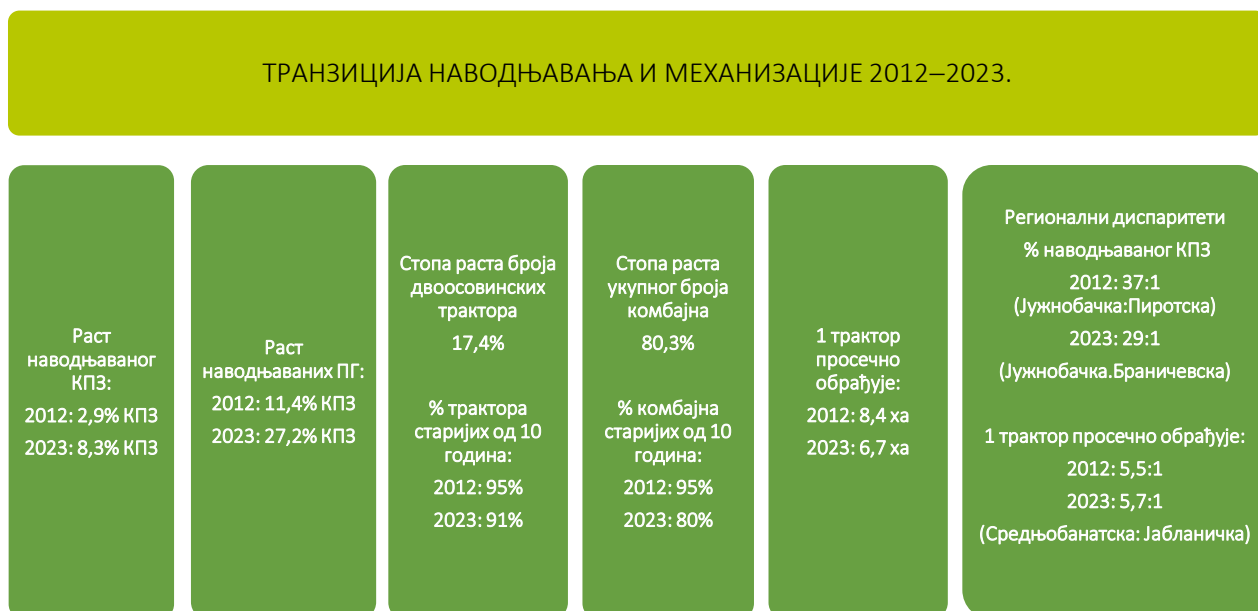 ТРАНЗИЦИЈА НАВОДЊАВАЊА И МЕХАНИЗАЦИЈЕ 2012–2023.
Раст
наводњаваног
КПЗ:
2012: 2,9% КПЗ
2023: 8,3% КПЗ
Раст
наводњаваних ПГ:
2012: 11,4% КПЗ
2023: 27,2% КПЗ
Стопа раста броја
двоосовинских
трактора
17,4%
% трактора
старијих од 10
година:
2012: 95%
2023: 91%
Стопа раста
укупног броја
комбајна
80,3%
% комбајна
старијих од 10
година:
2012: 95%
2023: 80%
1 трактор
просечно
обрађује:
2012: 8,4 ха
2023: 6,7 ха
Регионални диспаритети
% наводњаваног КПЗ
2012: 37:1
(Јужнобачка:Пиротска)
2023: 29:1
(Јужнобачка.Браничевска)
1 трактор просечно обрађује:
2012: 5,5:1
2023: 5,7:1
(Средњобанатска: Јабланичка)